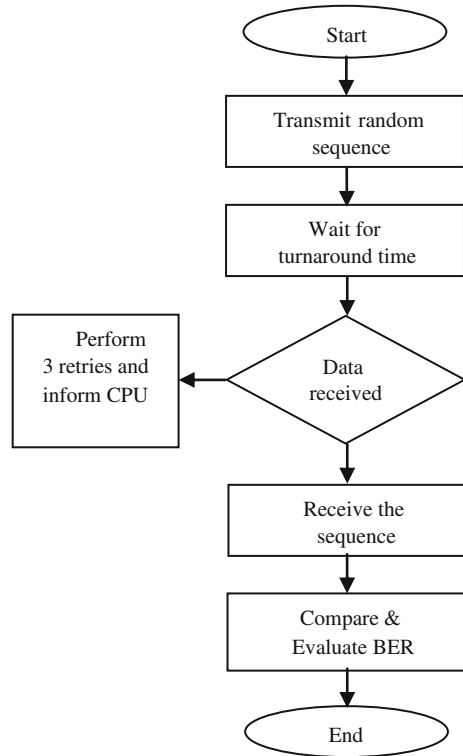 Start
Transmit random
sequence
Wait for
turnaround time
Perform
3 retries and
inform CPU
Data
received
Receive the
sequence
Compare &
Evaluate BER
End